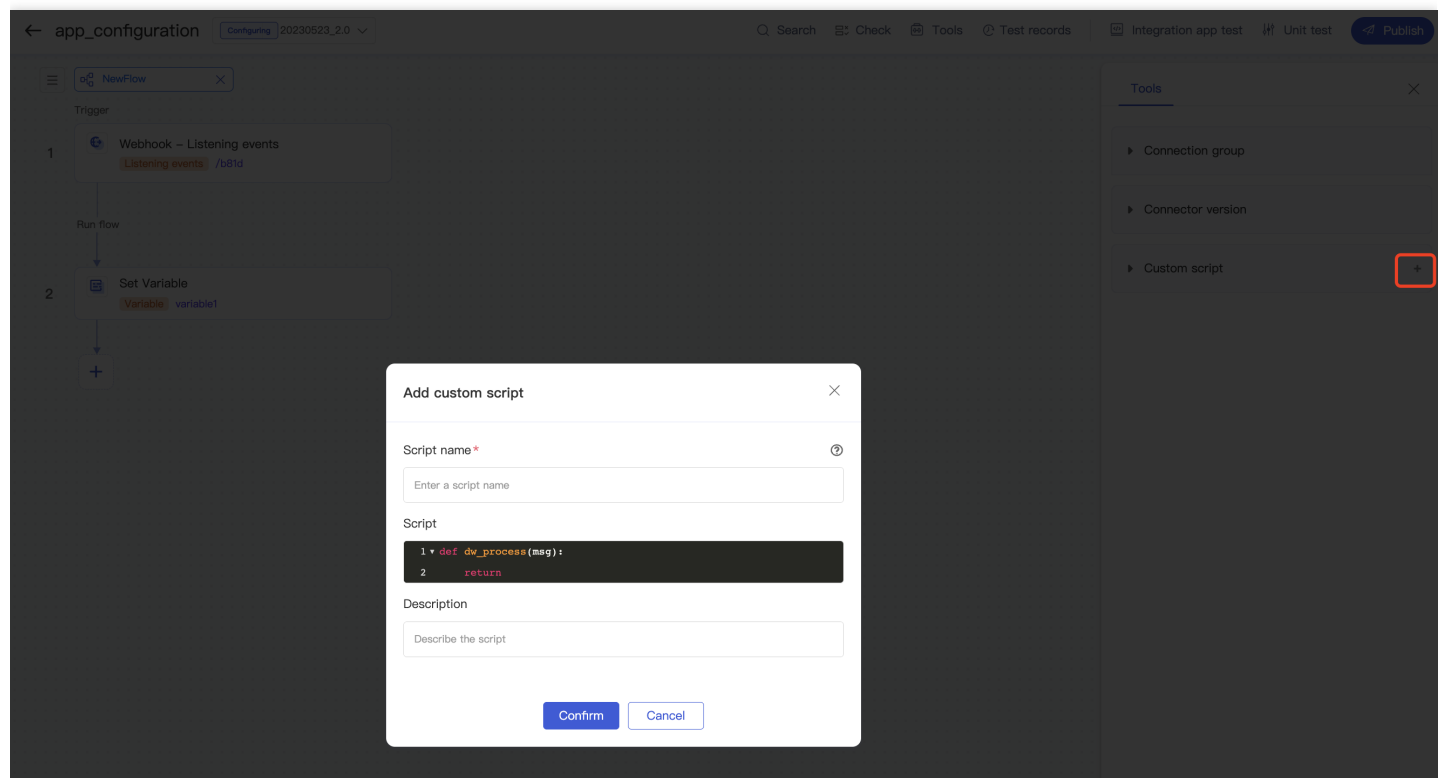 app_configuration Configuring 20230523_2.0
Search Check Tools Test records Integration app test Unit test Publish
NewFlow
Trigger
1
Webhook – Listening events
Listening events /b81d
Run flow
2
Set Variable
Variable variable1
Tools
Connection group
Connector version
Custom script +
Add custom script
Script name*
Enter a script name
Script
1 def dw_process(msg):
2 return
Description
Describe the script
Confirm Cancel